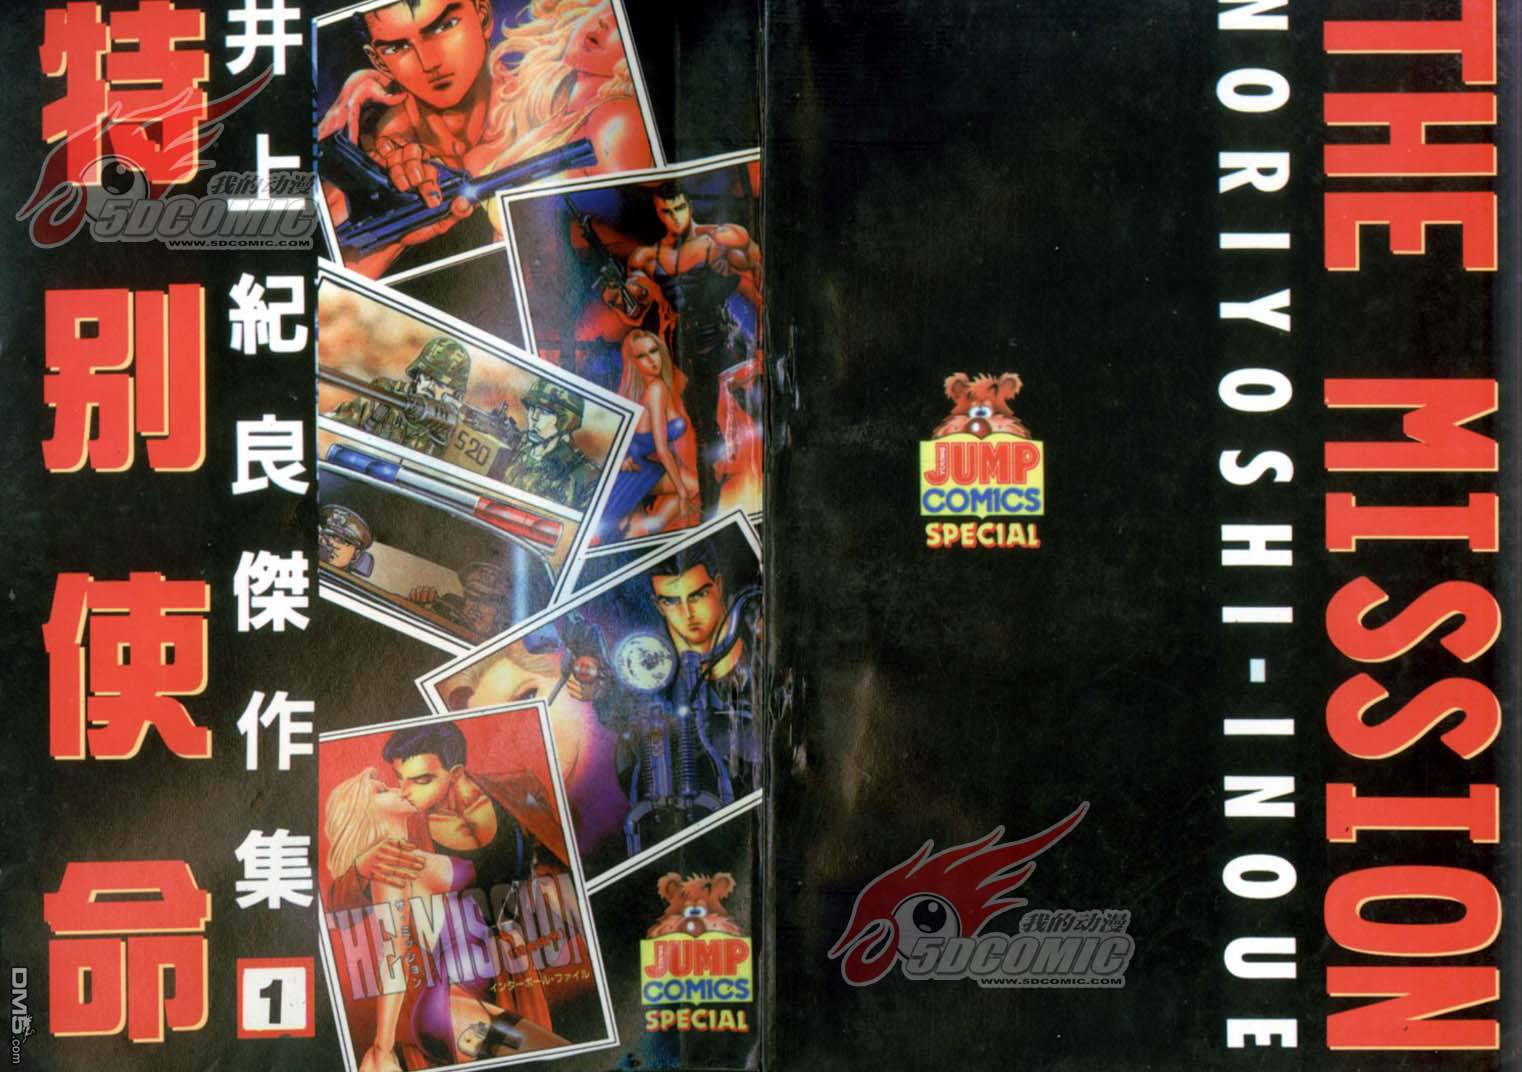 特别使命
井上紀良傑作集
1
520
THE MISSION
ザ・ミッション
インターポール・ファイル
YOUNG
JUMP
COMICS
SPECIAL
YOUNG
JUMP
COMICS
SPECIAL
NORIYOSHI-INOUE
THE MISSION
我的动漫
5DCOMIC
WWW.5DCOMIC.COM
我的动漫
5DCOMIC
WWW.5DCOMIC.COM
DM5.com